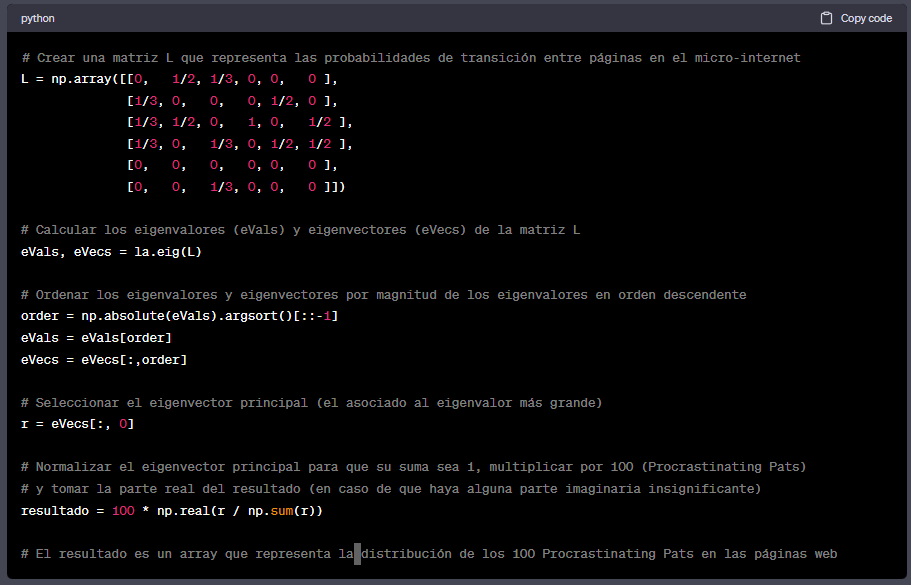 python
Copy code
# Crear una matriz L que representa las probabilidades de transición entre páginas en el micro-internet
L = np.array([[0,   1/2, 1/3, 0, 0,   0 ],
              [1/3, 0,   0,   0, 1/2, 0 ],
              [1/3, 1/2, 0,   1, 0,   1/2 ],
              [1/3, 0,   1/3, 0, 1/2, 1/2 ],
              [0,   0,   0,   0, 0,   0 ],
              [0,   0,   1/3, 0, 0,   0 ]])
# Calcular los eigenvalores (eVals) y eigenvectores (eVecs) de la matriz L
eVals, eVecs = la.eig(L)
# Ordenar los eigenvalores y eigenvectores por magnitud de los eigenvalores en orden descendente
order = np.absolute(eVals).argsort()[::-1]
eVals = eVals[order]
eVecs = eVecs[:,order]
# Seleccionar el eigenvector principal (el asociado al eigenvalor más grande)
r = eVecs[:, 0]
# Normalizar el eigenvector principal para que su suma sea 1, multiplicar por 100 (Procrastinating Pats)
# y tomar la parte real del resultado (en caso de que haya alguna parte imaginaria insignificante)
resultado = 100 * np.real(r / np.sum(r))
# El resultado es un array que representa la distribución de los 100 Procrastinating Pats en las páginas web